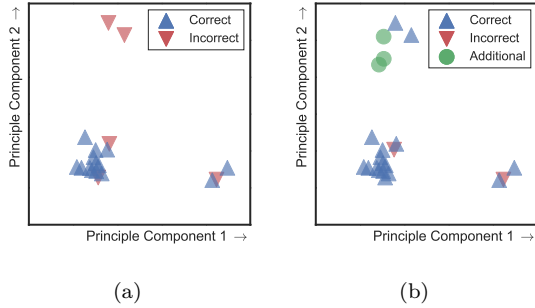 Principle Component 2 →
Correct
Incorrect
Principle Component 1 →
(a)
Principle Component 2 →
Correct
Incorrect
Additional
Principle Component 1 →
(b)